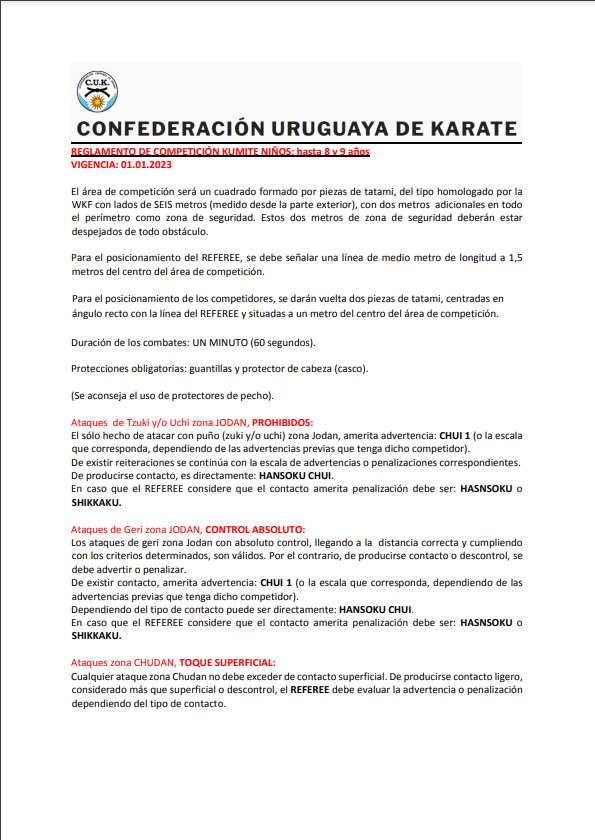 C.U.K.
CONFEDERACIÓN URUGUAYA DE KARATE
REGLAMENTO DE COMPETICIÓN KUMITE NIÑOS: hasta 8 y 9 años
VIGENCIA: 01.01.2023
El área de competición será un cuadrado formado por piezas de tatami, del tipo homologado por la
WKF con lados de SEIS metros (medido desde la parte exterior), con dos metros adicionales en todo
el perímetro como zona de seguridad. Estos dos metros de zona de seguridad deberán estar
despejados de todo obstáculo.
Para el posicionamiento del REFEREE, se debe señalar una línea de medio metro de longitud a 1,5
metros del centro del área de competición.
Para el posicionamiento de los competidores, se darán vuelta dos piezas de tatami, centradas en
ángulo recto con la línea del REFEREE y situadas a un metro del centro del área de competición.
Duración de los combates: UN MINUTO (60 segundos).
Protecciones obligatorias: guantillas y protector de cabeza (casco).
(Se aconseja el uso de protectores de pecho).
Ataques de Tzuki y/o Uchi zona JODAN, PROHIBIDOS:
El sólo hecho de atacar con puño (zuki y/o uchi) zona Jodan, amerita advertencia: CHUI 1 (o la escala
que corresponda, dependiendo de las advertencias previas que tenga dicho competidor).
De existir reiteraciones se continúa con la escala de advertencias o penalizaciones correspondientes.
De producirse contacto, es directamente: HANSOKU CHUI.
En caso que el REFEREE considere que el contacto amerita penalización debe ser: HASNSOKU o
SHIKKAKU.
Ataques de Geri zona JODAN, CONTROL ABSOLUTO:
Los ataques de geri zona Jodan con absoluto control, llegando a la distancia correcta y cumpliendo
con los criterios determinados, son válidos. Por el contrario, de producirse contacto o descontrol, se
debe advertir o penalizar.
De existir contacto, amerita advertencia: CHUI 1 (o la escala que corresponda, dependiendo de las
advertencias previas que tenga dicho competidor).
Dependiendo del tipo de contacto puede ser directamente: HANSOKU CHUI.
En caso que el REFEREE considere que el contacto amerita penalización debe ser: HASNSOKU o
SHIKKAKU.
Ataques zona CHUDAN, TOQUE SUPERFICIAL:
Cualquier ataque zona Chudan no debe exceder de contacto superficial. De producirse contacto ligero,
considerado más que superficial o descontrol, el REFEREE debe evaluar la advertencia o penalización
dependiendo del tipo de contacto.